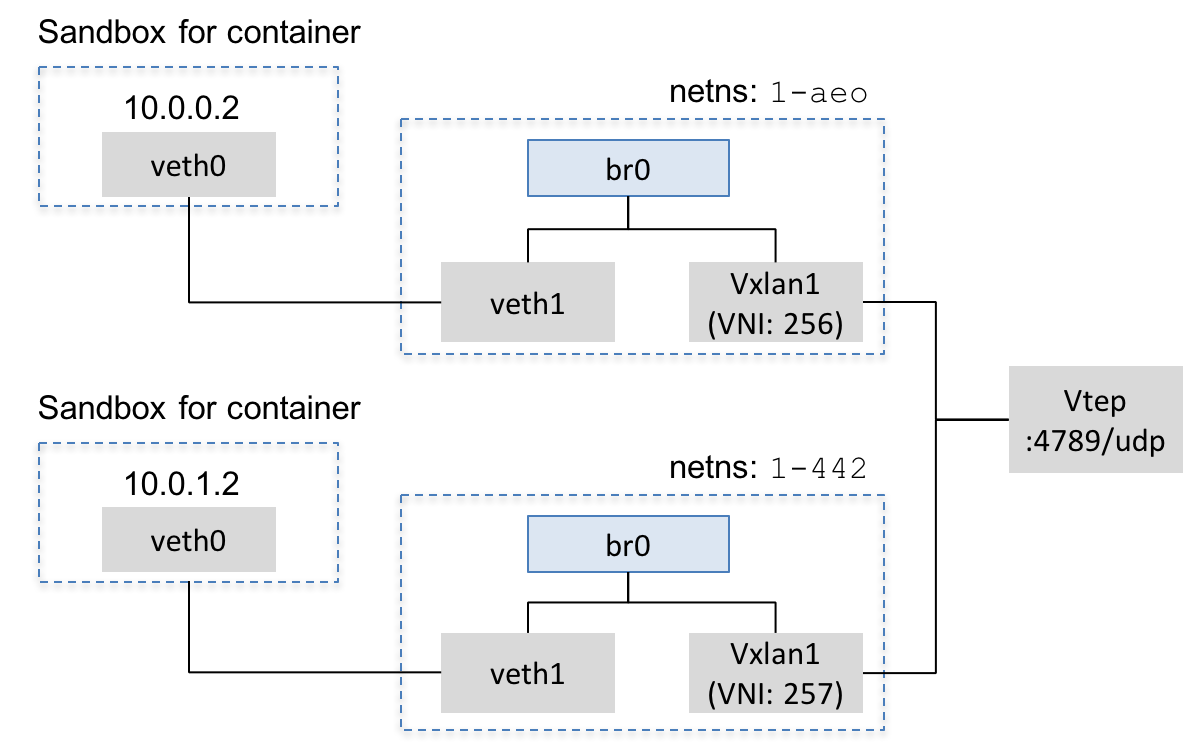 Sandbox for container
10.0.0.2
veth0
netns: 1-aeo
br0
veth1
Vxlan1
(VNI: 256)
Vtep
:4789/udp
Sandbox for container
10.0.1.2
veth0
netns: 1-442
br0
veth1
Vxlan1
(VNI: 257)